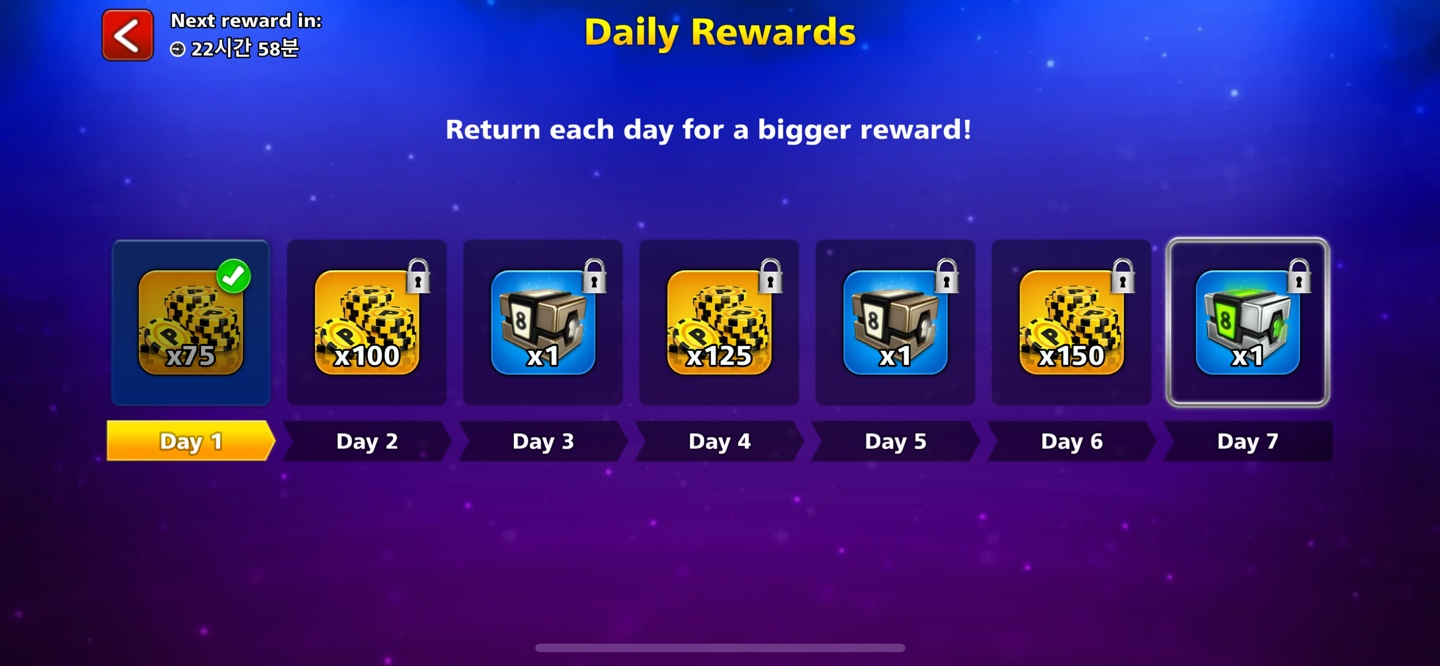 Next reward in:
22시간 58분
Daily Rewards
Return each day for a bigger reward!
P P x75
P P x100
8 x1
P P x125
8 x1
P P x150
8 8 x1
Day 1 Day 2 Day 3 Day 4 Day 5 Day 6 Day 7